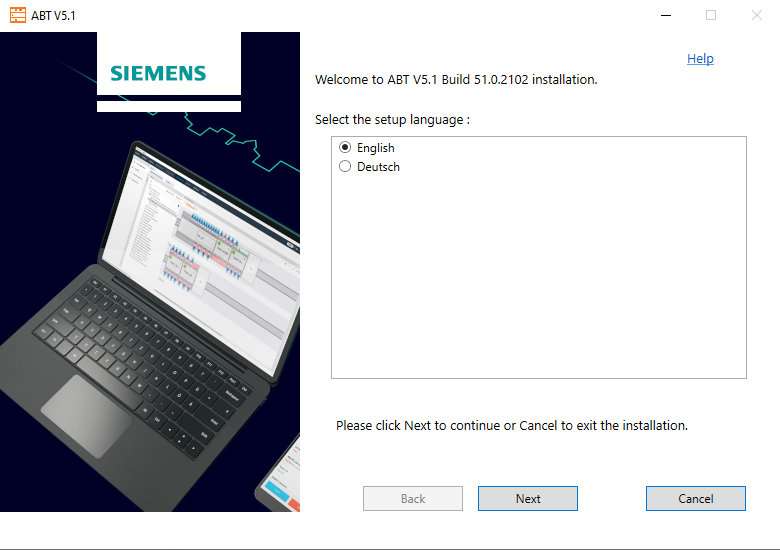 ABT V5.1
SIEMENS
Help
Welcome to ABT V5.1 Build 51.0.2102 installation.
Select the setup language :
English
Deutsch
Please click Next to continue or Cancel to exit the installation.
Back
Next
Cancel